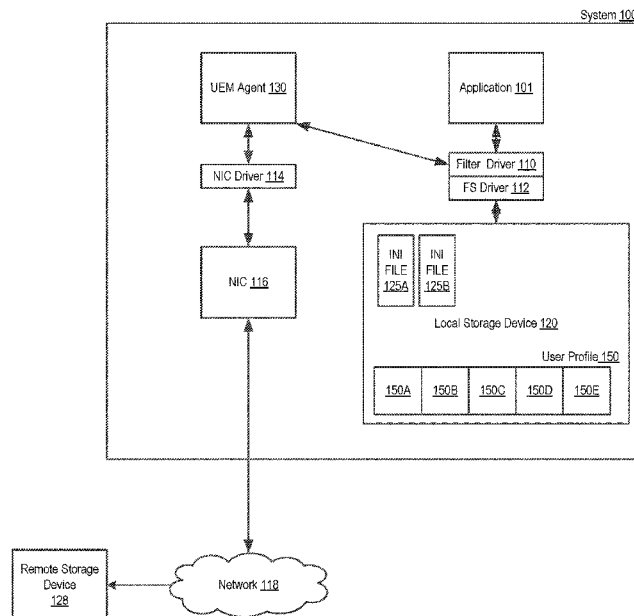 System 100
UEM Agent 130
Application 101
NIC Driver 114
Filter Driver 110
FS Driver 112
NIC 116
INI
FILE
125A
INI
FILE
125B
Local Storage Device 120
User Profile 150
150A
150B
150C
150D
150E
Remote Storage
Device
128
Network 118